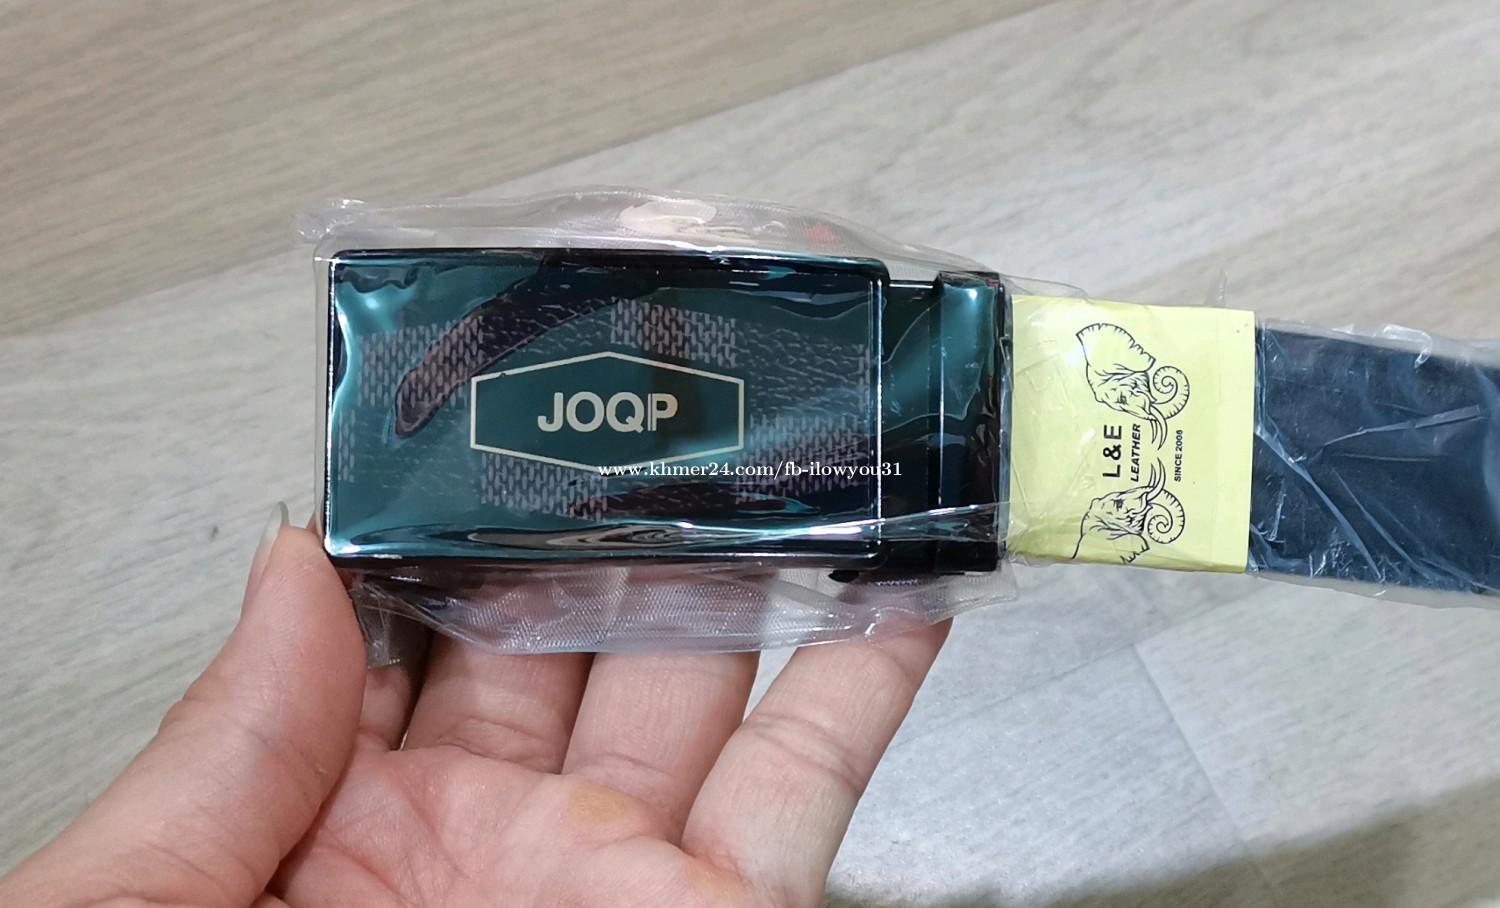 JOQP
www.khmer24.com/fb-ilowyou31
L & E
LEATHER
SINCE 2008